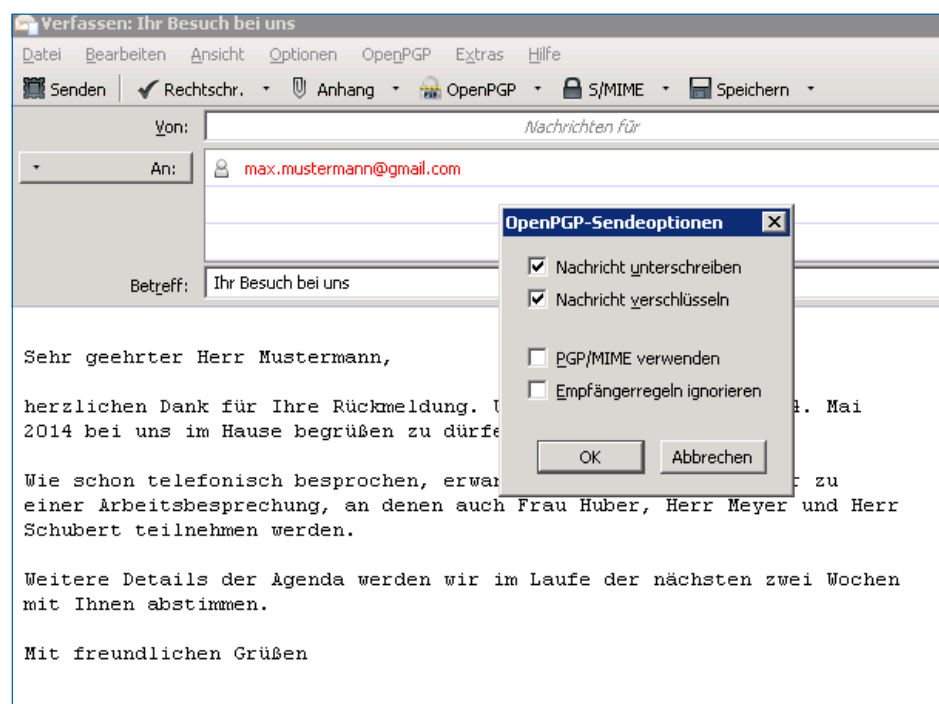 Verfassen: Ihr Besuch bei uns
Datei Bearbeiten Ansicht Optionen OpenPGP Extras Hilfe
Senden Rechtschr. Anhang OpenPGP S/MIME Speichern
Von: Nachrichten für
An: max.mustermann@gmail.com
Betreff: Ihr Besuch bei uns
OpenPGP-Sendeoptionen
Nachricht unterschreiben
Nachricht verschlüsseln
PGP/MIME verwenden
Empfängerregeln ignorieren
OK Abbrechen
Sehr geehrter Herr Mustermann,
herzlichen Dank für Ihre Rückmeldung. . Mai
2014 bei uns im Hause begrüßen zu
Wie schon telefonisch besprochen, zu
einer Arbeitsbesprechung, an denen auch Frau Huber, Herr Meyer und Herr
Schubert teilnehmen werden.
Weitere Details der Agenda werden wir im Laufe der nächsten zwei Wochen
mit Ihnen abstimmen.
Mit freundlichen Grüßen